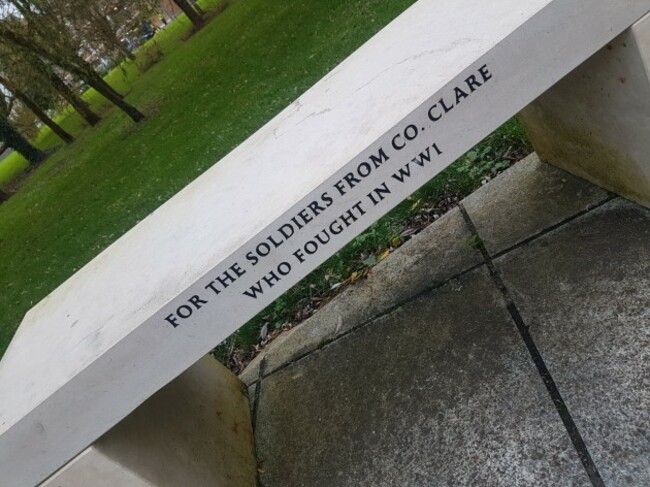 FOR THE SOLDIERS FROM CO. CLARE
WHO FOUGHT IN WW1